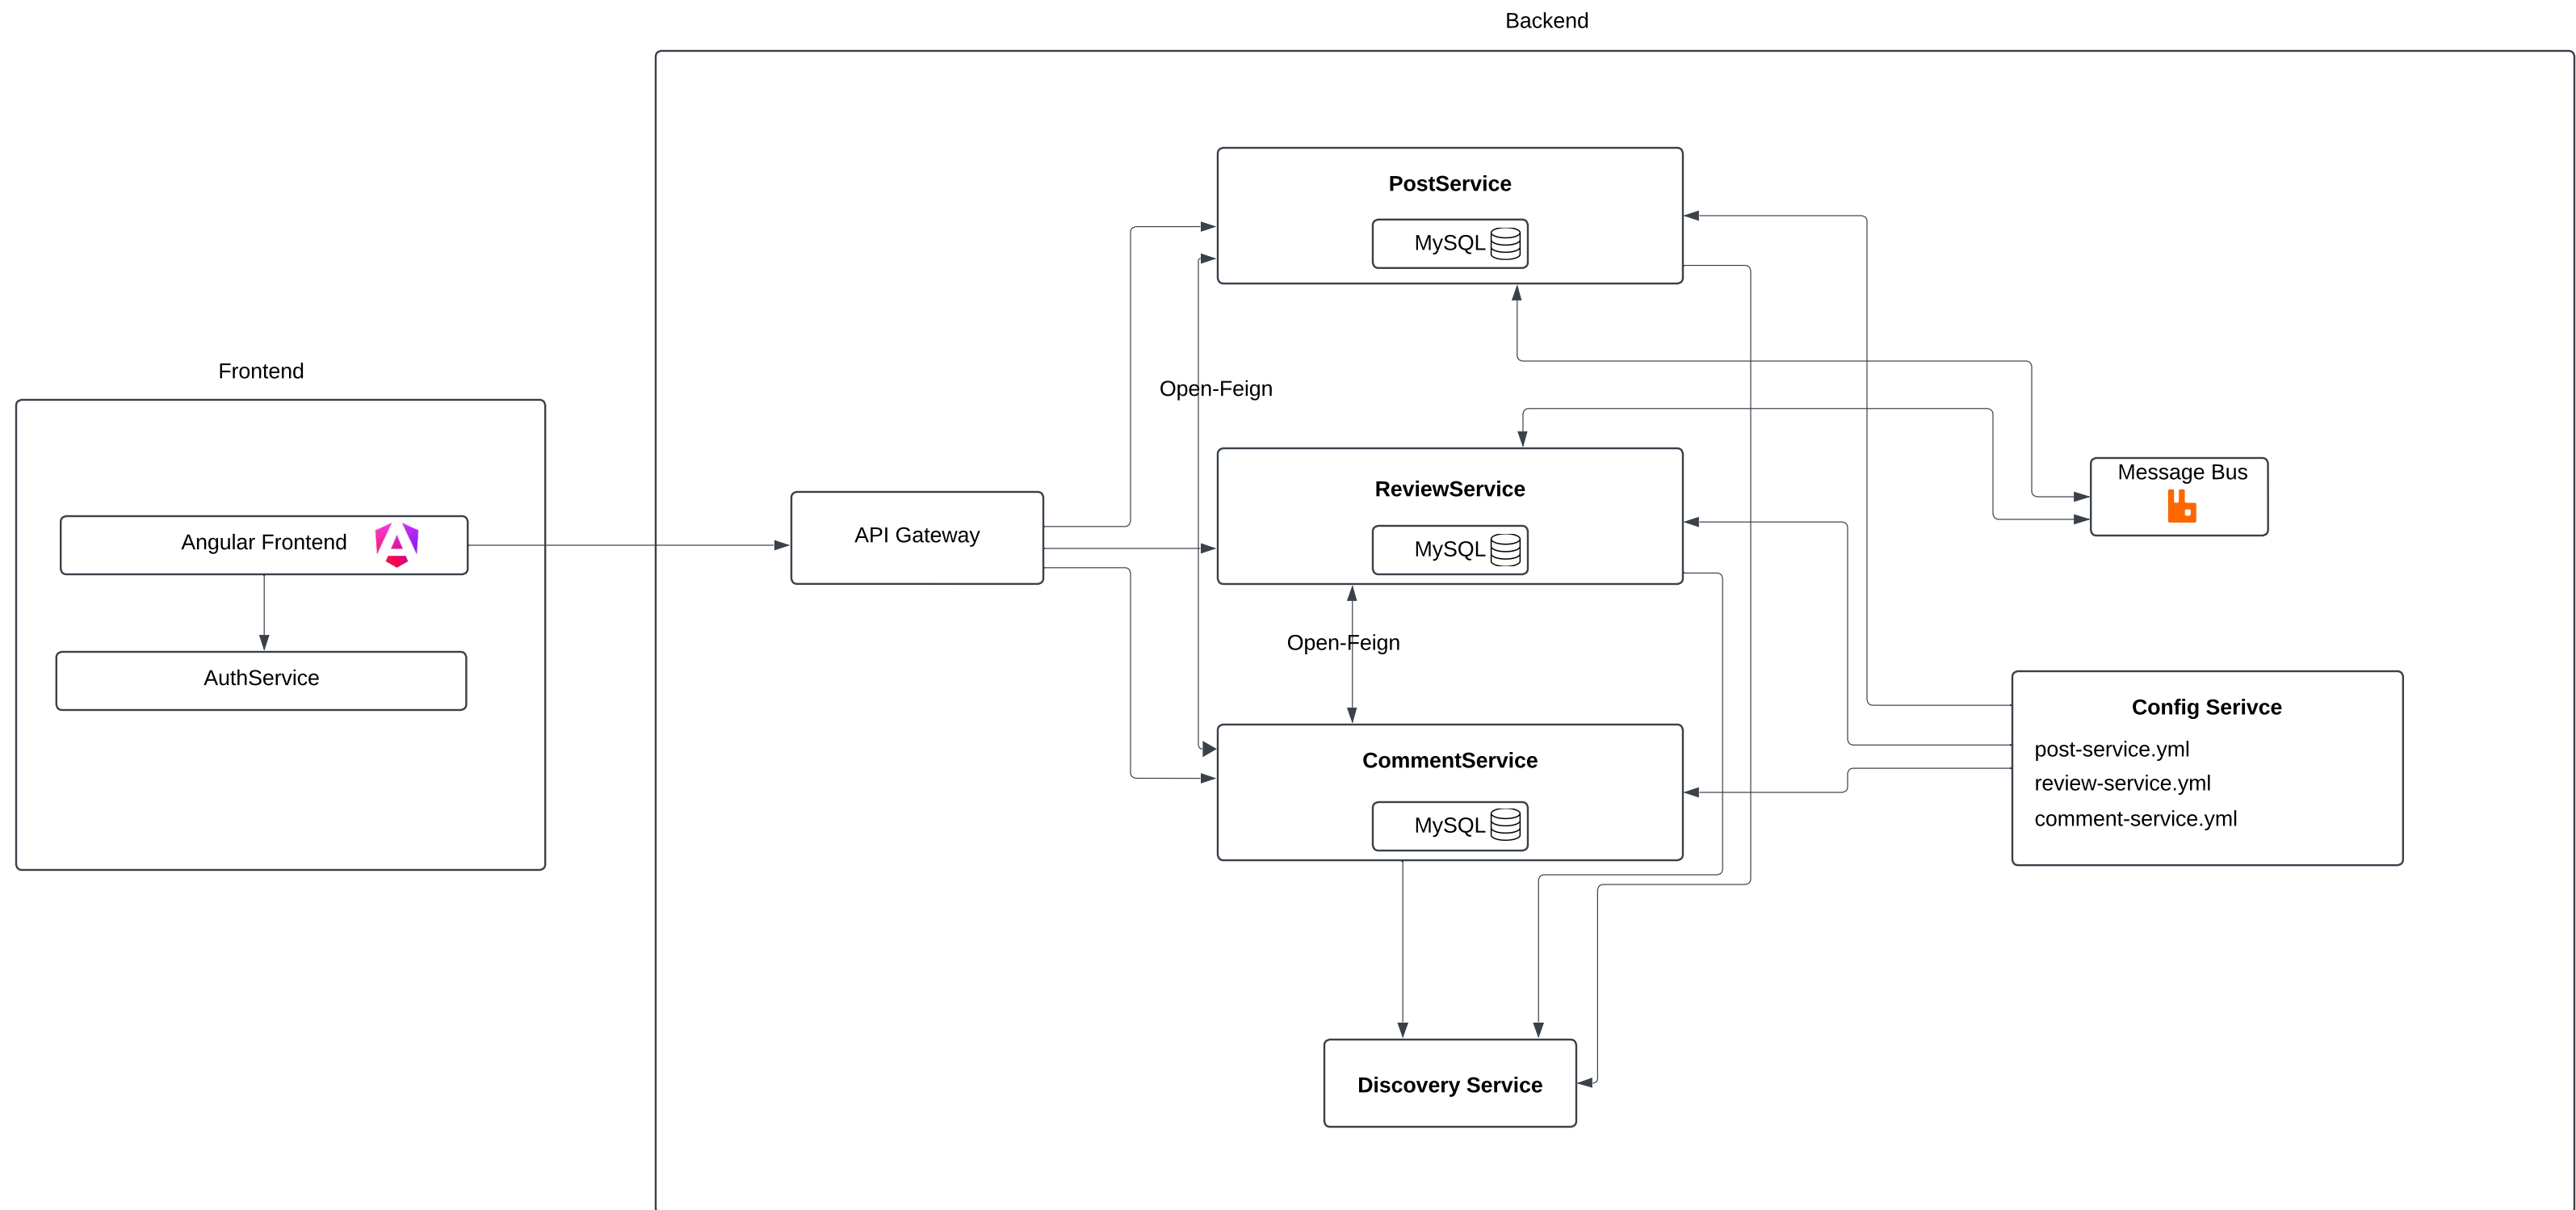 Backend
PostService
MySQL
Frontend
Open-Feign
Message Bus
ReviewService
API Gateway
Angular Frontend
MySQL
Open-Feign
AuthService
Config Serivce
post-service.yml
CommentService
review-service.yml
MySQL
comment-service.yml
Discovery Service